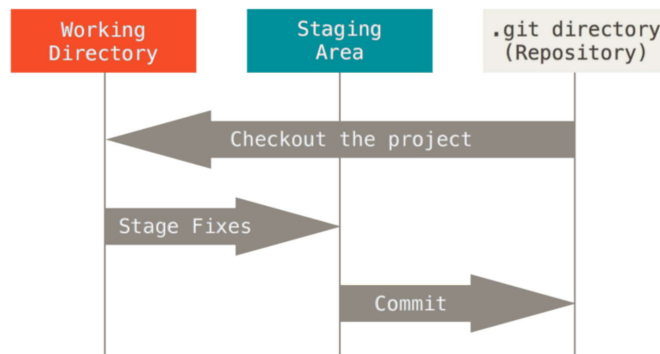 Working
Directory
Staging
Area
.git directory
(Repository)
Checkout the project
Stage Fixes
Commit